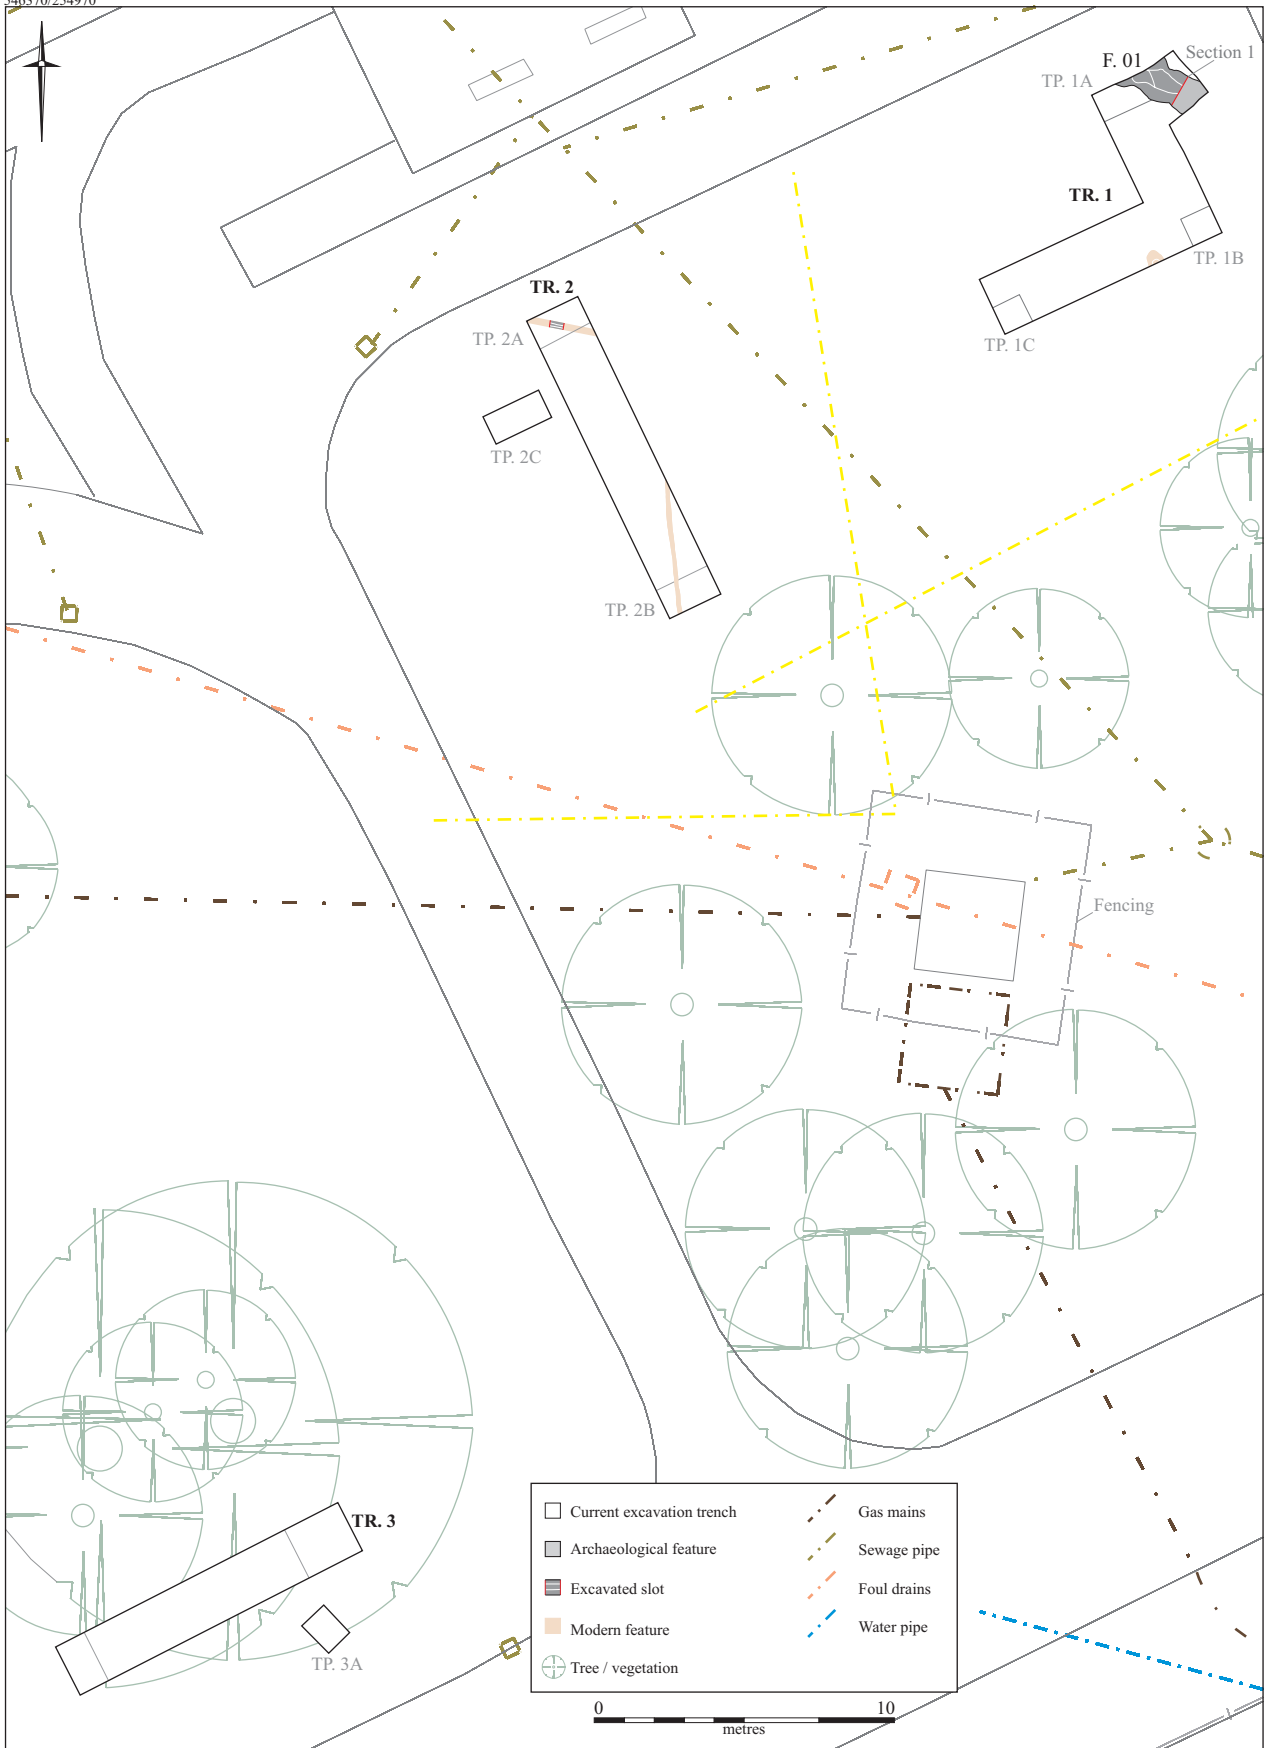 F. 01
Section 1
TP. 1A
TR. 1
TP. 1B
TR. 2
TP. 2A
TP. 1C
TP. 2C
TP. 2B
Fencing
TR. 3
TP. 3A
Current excavation trench
Archaeological feature
Excavated slot
Modern feature
Tree / vegetation
Gas mains
Sewage pipe
Foul drains
Water pipe
0 10
metres